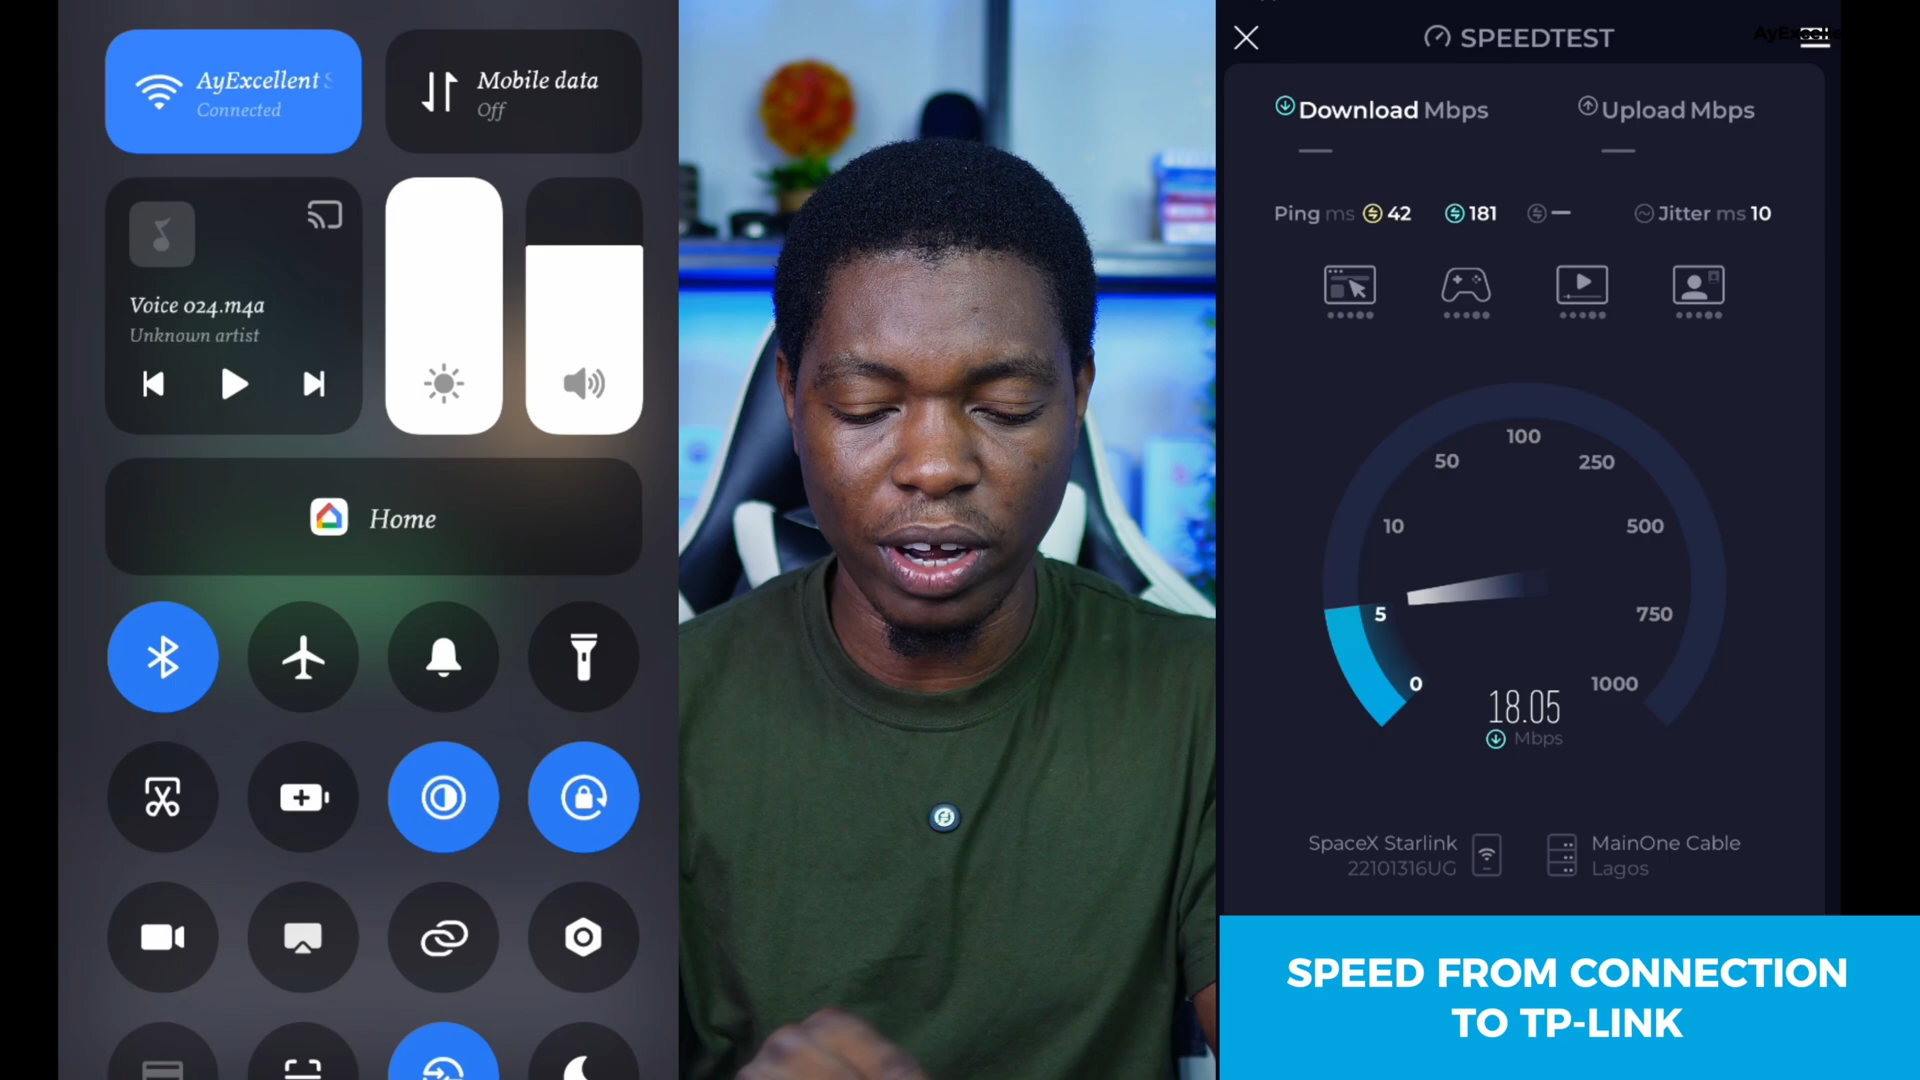 AyExcellent S
Connected
Mobile data
Off
Voice 024.m4a
Unknown artist
Home
SPEEDTEST
Download Mbps
Upload Mbps
Ping ms 42
181
Jitter ms 10
0
5
10
50
100
250
500
750
1000
18.05
Mbps
SpaceX Starlink
22101316UG
MainOne Cable
Lagos
SPEED FROM CONNECTION
TO TP-LINK